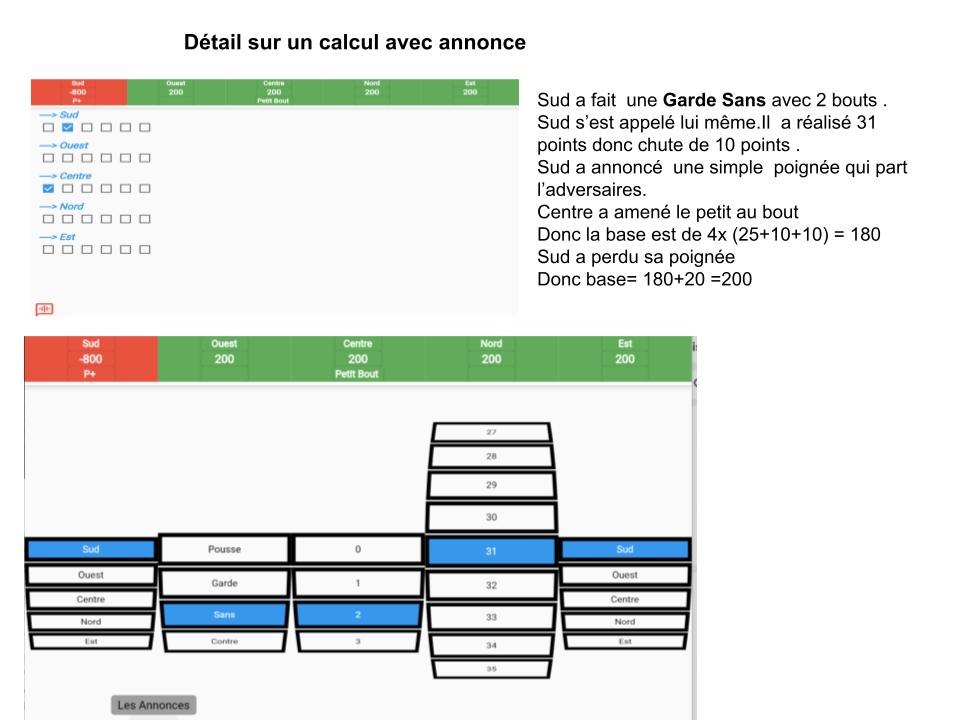 Détail sur un calcul avec annonce
Sud Ouest Centre Nord Est
-800 200 200 200 200
P+ Petit Bout
—> Sud
—> Ouest
—> Centre
—> Nord
—> Est
Sud a fait une Garde Sans avec 2 bouts .
Sud s’est appelé lui même.Il a réalisé 31
points donc chute de 10 points .
Sud a annoncé une simple poignée qui part
l’adversaires.
Centre a amené le petit au bout
Donc la base est de 4x (25+10+10) = 180
Sud a perdu sa poignée
Donc base= 180+20 =200
Sud Ouest Centre Nord Est
-800 200 200 200 200
P+ Petit Bout
27
28
29
30
Sud Pousse 0 31 Sud
Ouest Garde 1 32 Ouest
Centre Sans 2 33 Centre
Nord Contre 3 34 Nord
Est 35 Est
Les Annonces